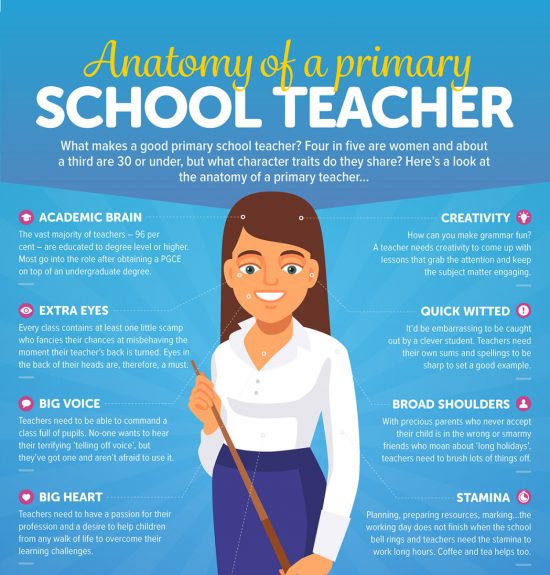 Anatomy of a primary
SCHOOL TEACHER
What makes a good primary school teacher? Four in five are women and about
a third are 30 or under, but what character traits do they share? Here's a look at
the anatomy of a primary teacher...
ACADEMIC BRAIN
The vast majority of teachers – 96 per
cent – are educated to degree level or higher.
Most go into the role after obtaining a PGCE
on top of an undergraduate degree.
EXTRA EYES
Every class contains at least one little scamp
who fancies their chances at misbehaving the
moment their teacher's back is turned. Eyes in
the back of their heads are, therefore, a must.
BIG VOICE
Teachers need to be able to command a
class full of pupils. No-one wants to hear
their terrifying 'telling off voice', but
they've got one and aren't afraid to use it.
BIG HEART
Teachers need to have a passion for their
profession and a desire to help children
from any walk of life to overcome their
learning challenges.
CREATIVITY
How can you make grammar fun?
A teacher needs creativity to come up with
lessons that grab the attention and keep
the subject matter engaging.
QUICK WITTED
It'd be embarrassing to be caught
out by a clever student. Teachers need
their own sums and spellings to be
sharp to set a good example.
BROAD SHOULDERS
With precious parents who never accept
their child is in the wrong or smarmy
friends who moan about 'long holidays',
teachers need to brush lots of things off.
STAMINA
Planning, preparing resources, marking...the
working day does not finish when the school
bell rings and teachers need the stamina to
work long hours. Coffee and tea helps too.